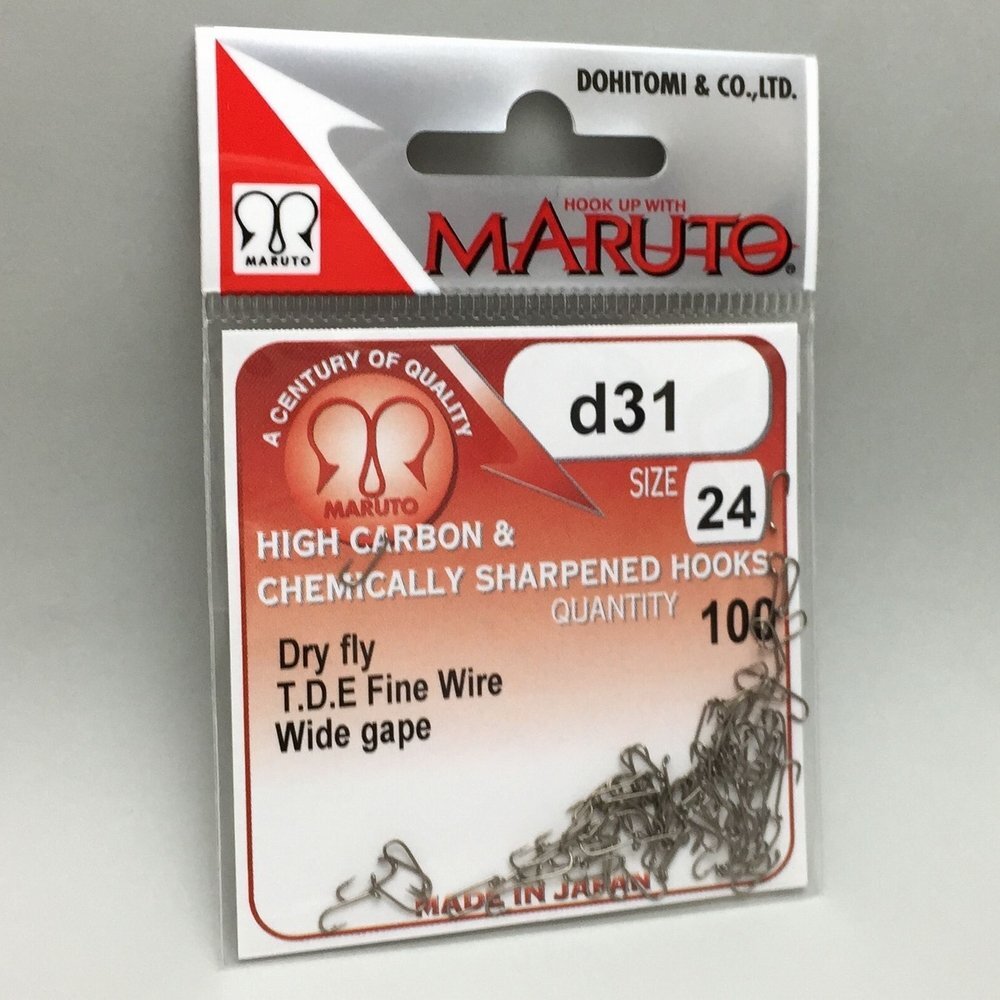 DOHITOMI & CO.,LTD.
HOOK UP WITH
MARUTO®
MARUTO
A CENTURY OF QUALITY
MARUTO
d31
SIZE 24
HIGH CARBON &
CHEMICALLY SHARPENED HOOKS
QUANTITY 100
Dry fly
T.D.E Fine Wire
Wide gape
MADE IN JAPAN